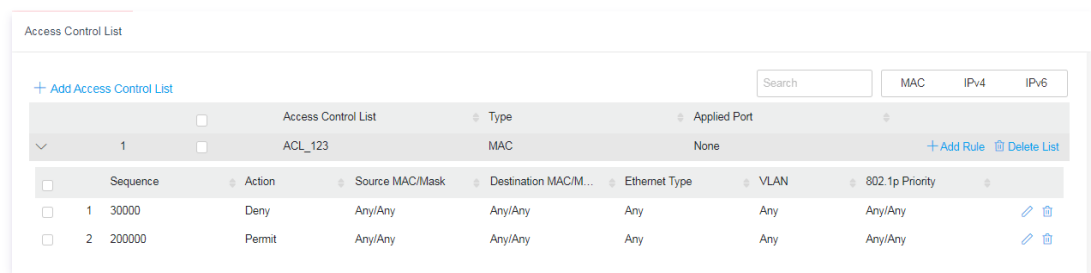 Access Control List
+ Add Access Control List
Search
MAC IPv4 IPv6
Access Control List Type Applied Port
1 ACL_123 MAC None + Add Rule Delete List
Sequence Action Source MAC/Mask Destination MAC/M... Ethernet Type VLAN 802.1p Priority
1 30000 Deny Any/Any Any/Any Any Any Any/Any
2 200000 Permit Any/Any Any/Any Any Any Any/Any